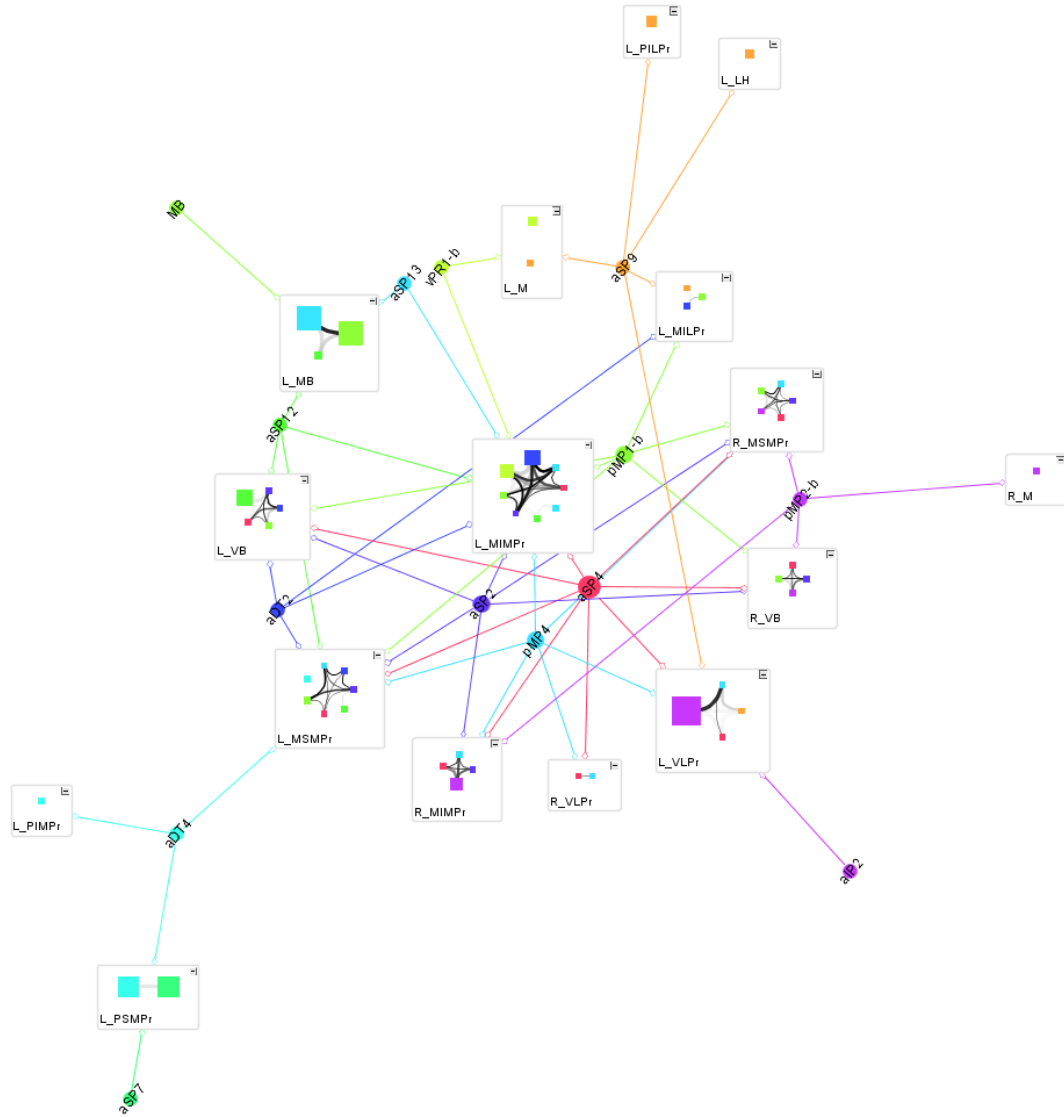 L_PILPr
L_LH
MB
aSP13
vPR1-b
L_M
aSP9
L_MILPr
L_MB
aSP12
pMP1-b
R_MSMPr
L_VB
L_MIMPr
pMP2-b
R_M
aDT2
aSP2
aSP4
R_VB
pMP4
L_MSMPr
L_VLPr
R_MIMPr
R_VLPr
L_PIMPr
aDT4
aIP2
L_PSMPr
aSP7